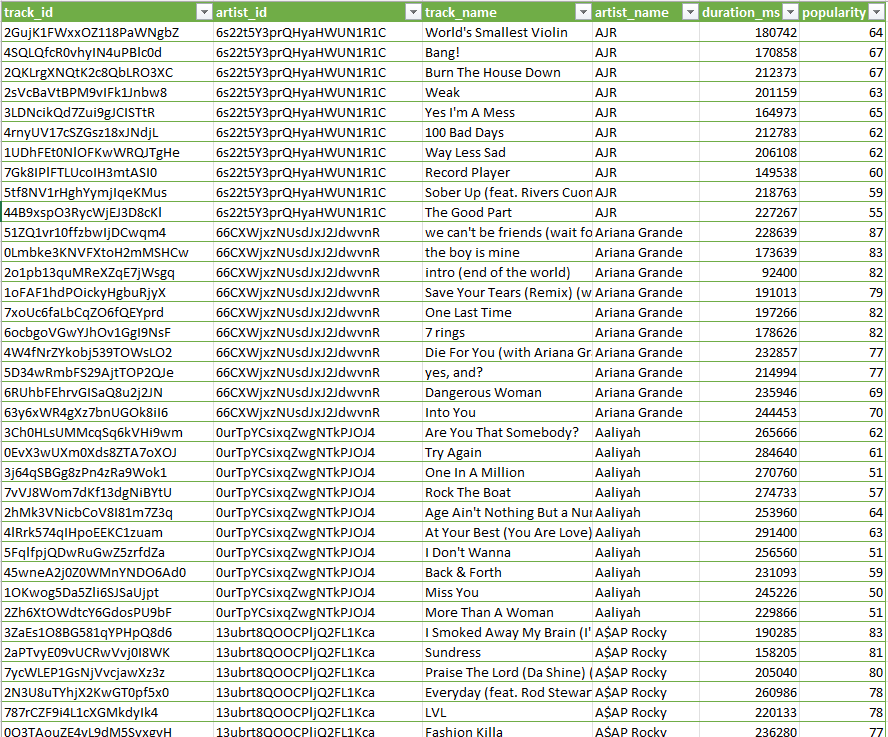 track_id artist_id track_name artist_name duration_ms popularity
2GujK1FWxxOZ118PaWNgbZ 6s22t5Y3prQHyaHWUN1R1C World's Smallest Violin AJR 180742 64
4SQLQfcR0vhyIN4uPBlc0d 6s22t5Y3prQHyaHWUN1R1C Bang! AJR 170858 67
2QKLrgXNQtK2c8QbLRO3XC 6s22t5Y3prQHyaHWUN1R1C Burn The House Down AJR 212373 67
2sVcBaVtBPM9vIFk1Jnbw8 6s22t5Y3prQHyaHWUN1R1C Weak AJR 201159 63
3LDNcikQd7Zui9gJCISTtR 6s22t5Y3prQHyaHWUN1R1C Yes I'm A Mess AJR 164973 65
4rnyUV17cSZGsz18xJNdjL 6s22t5Y3prQHyaHWUN1R1C 100 Bad Days AJR 212783 62
1UDhFEt0NlOFKwWRQJTgHe 6s22t5Y3prQHyaHWUN1R1C Way Less Sad AJR 206108 62
7Gk8IPlFTLUcoIH3mtASI0 6s22t5Y3prQHyaHWUN1R1C Record Player AJR 149538 60
5tf8NV1rHghYymjIqeKMus 6s22t5Y3prQHyaHWUN1R1C Sober Up (feat. Rivers Cuon AJR 218763 59
44B9xspO3RycWjEJ3D8cKl 6s22t5Y3prQHyaHWUN1R1C The Good Part AJR 227267 55
51ZQ1vr10ffzbwIjDCwqm4 66CXWjxzNUsdJxJ2JdwvnR we can't be friends (wait fo Ariana Grande 228639 87
0Lmbke3KNVFXtoH2mMSHCw 66CXWjxzNUsdJxJ2JdwvnR the boy is mine Ariana Grande 173639 83
2o1pb13quMReXZqE7jWsgq 66CXWjxzNUsdJxJ2JdwvnR intro (end of the world) Ariana Grande 92400 82
1oFAF1hdPOickyHgbuRjyX 66CXWjxzNUsdJxJ2JdwvnR Save Your Tears (Remix) (w Ariana Grande 191013 79
7xoUc6faLbCqZO6fQEYprd 66CXWjxzNUsdJxJ2JdwvnR One Last Time Ariana Grande 197266 82
6ocbgoVGwYJhOv1GgI9NsF 66CXWjxzNUsdJxJ2JdwvnR 7 rings Ariana Grande 178626 82
4W4fNrZYkobj539TOWsLO2 66CXWjxzNUsdJxJ2JdwvnR Die For You (with Ariana Gr Ariana Grande 232857 77
5D34wRmbFS29AjtTOP2QJe 66CXWjxzNUsdJxJ2JdwvnR yes, and? Ariana Grande 214994 77
6RUhbFEhrvGISaQ8u2j2JN 66CXWjxzNUsdJxJ2JdwvnR Dangerous Woman Ariana Grande 235946 69
63y6xWR4gXz7bnUGOk8iI6 66CXWjxzNUsdJxJ2JdwvnR Into You Ariana Grande 244453 70
3Ch0HLsUMMcqSq6kVHi9wm 0urTpYCsixqZwgNTkPJOJ4 Are You That Somebody? Aaliyah 265666 62
0EvX3wUXm0Xds8ZTA7oXOJ 0urTpYCsixqZwgNTkPJOJ4 Try Again Aaliyah 284640 61
3j64qSBGg8zPn4zRa9Wok1 0urTpYCsixqZwgNTkPJOJ4 One In A Million Aaliyah 270760 51
7vVJ8Wom7dKf13dgNiBYtU 0urTpYCsixqZwgNTkPJOJ4 Rock The Boat Aaliyah 274733 57
2hMk3VNicbCoV8I81m7Z3q 0urTpYCsixqZwgNTkPJOJ4 Age Ain't Nothing But a Nu Aaliyah 253960 64
4lRrk574qIHpoEEKC1zuam 0urTpYCsixqZwgNTkPJOJ4 At Your Best (You Are Love) Aaliyah 291400 63
5FqlfpjQDwRuGwZ5zrfdZa 0urTpYCsixqZwgNTkPJOJ4 I Don't Wanna Aaliyah 256560 51
45wneA2j0Z0WMnYNDO6Ad0 0urTpYCsixqZwgNTkPJOJ4 Back & Forth Aaliyah 231093 59
1OKwog5Da5Zli6SJSaUjpt 0urTpYCsixqZwgNTkPJOJ4 Miss You Aaliyah 245226 50
2Zh6XtOWdtcY6GdosPU9bF 0urTpYCsixqZwgNTkPJOJ4 More Than A Woman Aaliyah 229866 51
3ZaEs1O8BG581qYPHpQ8d6 13ubrt8QOOCPljQ2FL1Kca I Smoked Away My Brain (I' A$AP Rocky 190285 83
2aPTvyE09vUCRwVvj0I8WK 13ubrt8QOOCPljQ2FL1Kca Sundress A$AP Rocky 158205 81
7ycWLEP1GsNjVvcjawXz3z 13ubrt8QOOCPljQ2FL1Kca Praise The Lord (Da Shine) ( A$AP Rocky 205040 80
2N3U8uTYhjX2KwGT0pf5x0 13ubrt8QOOCPljQ2FL1Kca Everyday (feat. Rod Stewar A$AP Rocky 260986 78
787rCZF9i4L1cXGMkdyIk4 13ubrt8QOOCPljQ2FL1Kca LVL A$AP Rocky 220133 78
0O3TAouZE4vL9dM5SyxgvH 13ubrt8QOOCPljQ2FL1Kca Fashion Killa A$AP Rocky 236280 77